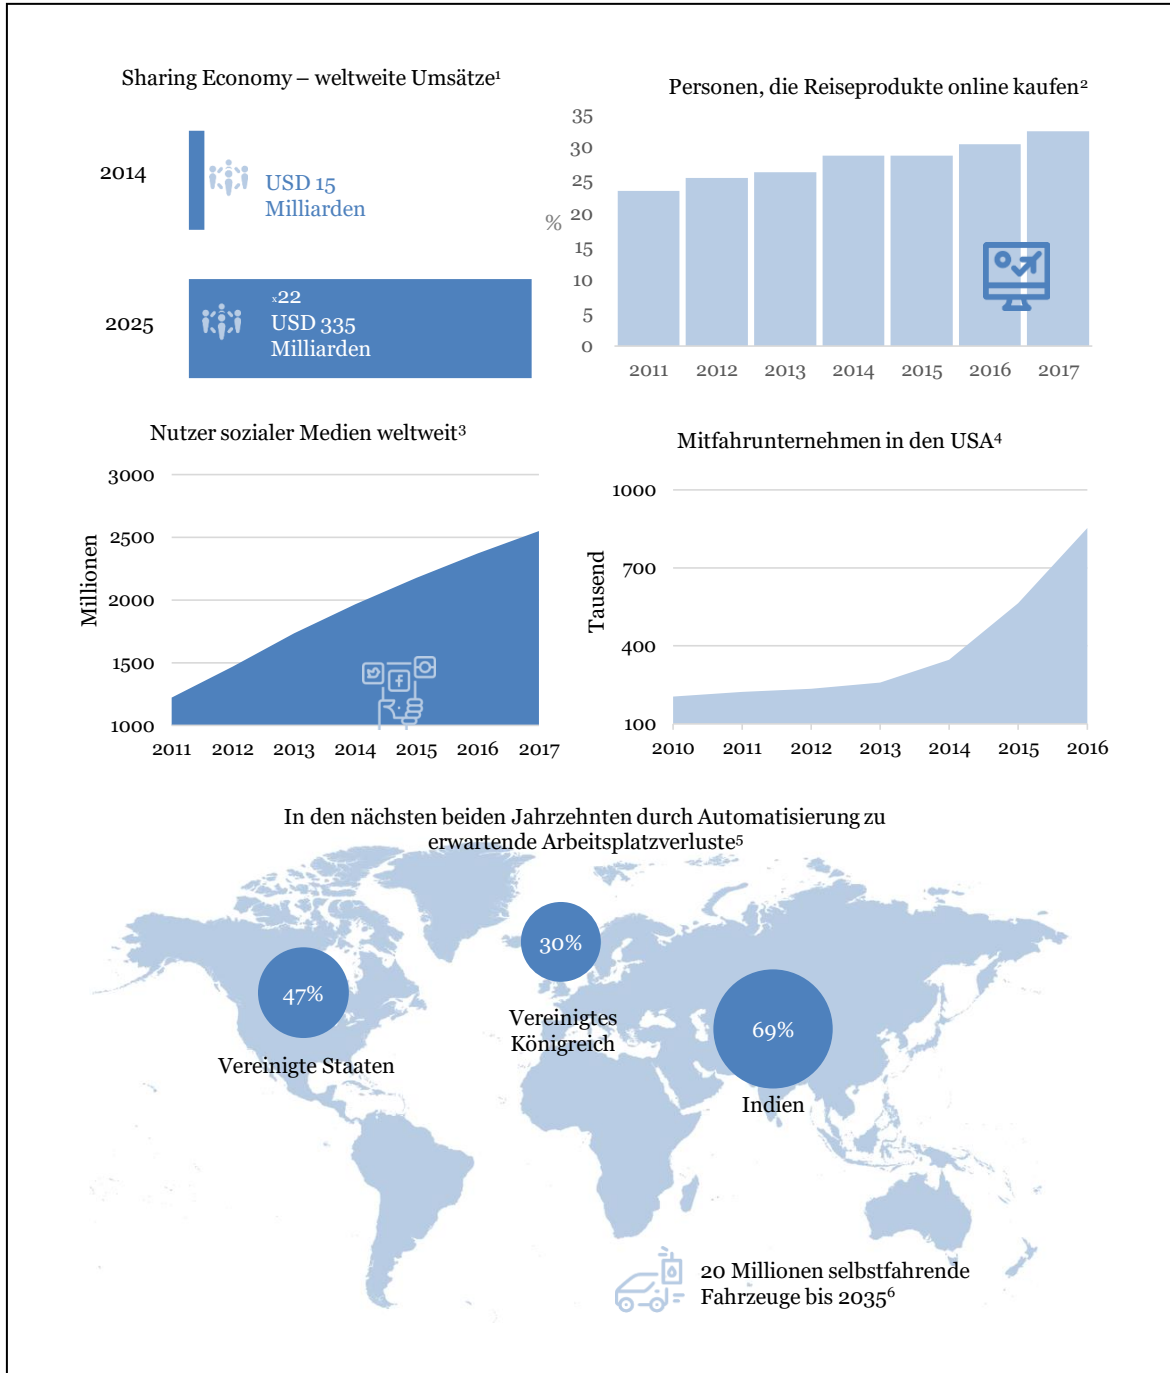 Sharing Economy – weltweite Umsätze¹
2014
USD 15
Milliarden
2025
x22
USD 335
Milliarden
Personen, die Reiseprodukte online kaufen²
%
35
30
25
20
15
10
5
0
2011 2012 2013 2014 2015 2016 2017
Nutzer sozialer Medien weltweit³
Millionen
3000
2500
2000
1500
1000
2011 2012 2013 2014 2015 2016 2017
Mitfahrunternehmen in den USA⁴
Tausend
1000
700
400
100
2010 2011 2012 2013 2014 2015 2016
In den nächsten beiden Jahrzehnten durch Automatisierung zu
erwartende Arbeitsplatzverluste⁵
47%
Vereinigte Staaten
30%
Vereinigtes
Königreich
69%
Indien
20 Millionen selbstfahrende
Fahrzeuge bis 2035⁶